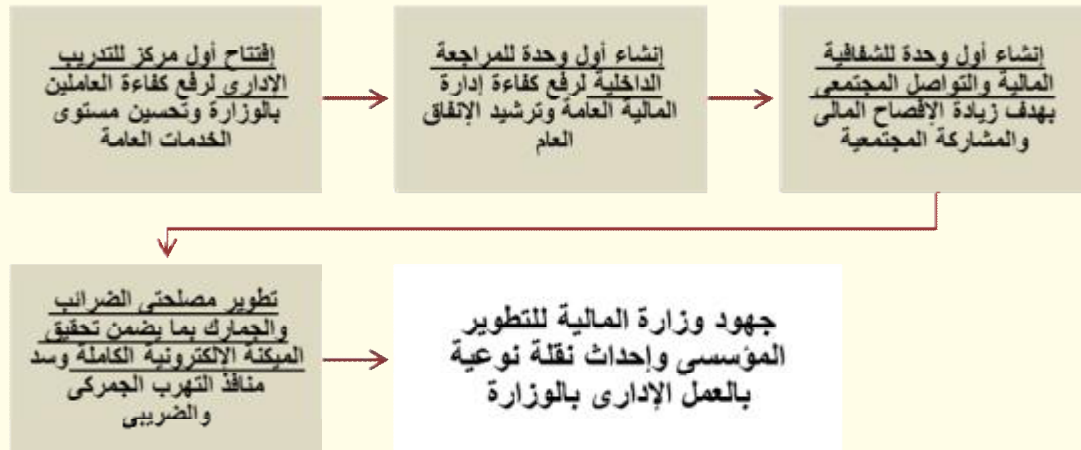 إفتتاح أول مركز للتدريب
الإدارى لرفع كفاءة العاملين
بالوزارة وتحسين مستوى
الخدمات العامة
إنشاء أول وحدة للمراجعة
الداخلية لرفع كفاءة إدارة
المالية العامة وترشيد الإنفاق
العام
إنشاء أول وحدة للشفافية
المالية والتواصل المجتمعى
بهدف زيادة الإفصاح المالى
والمشاركة المجتمعية
تطوير مصلحتى الضرائب
والجمارك بما يضمن تحقيق
الميكنة الإلكترونية الكاملة وسد
منافذ التهرب الجمركى
والضريبى
جهود وزارة المالية للتطوير
المؤسسى وإحداث نقلة نوعية
بالعمل الإدارى بالوزارة